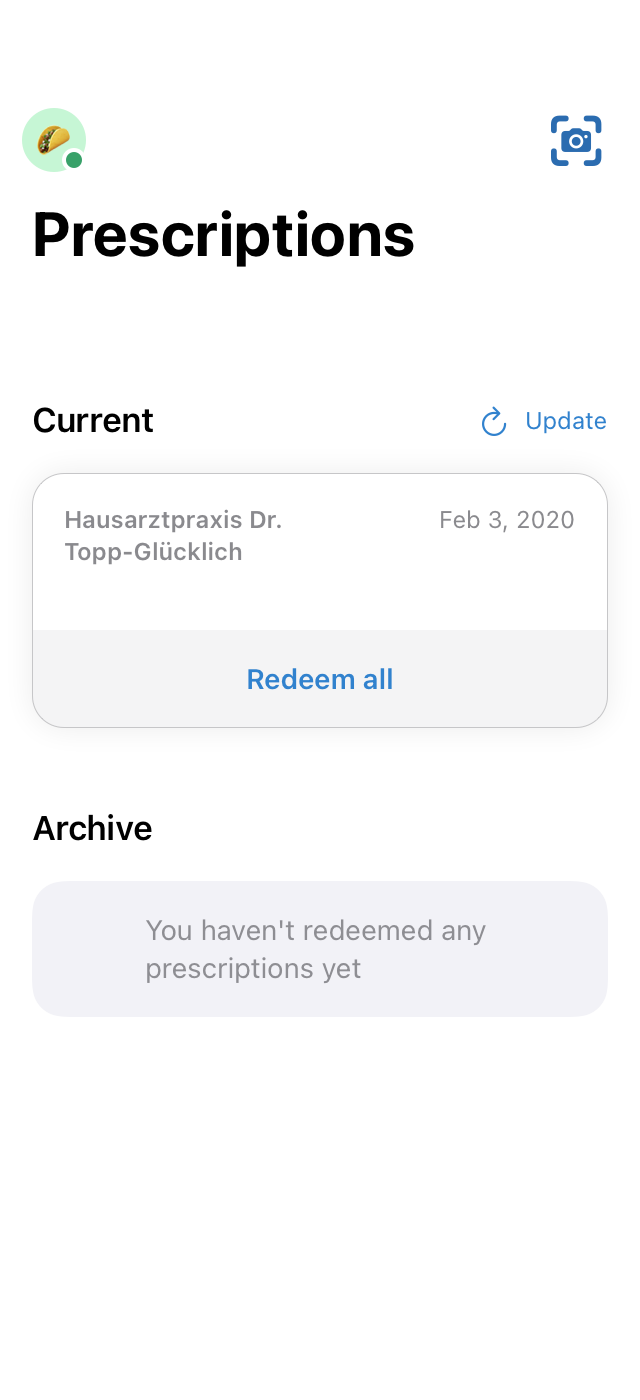 Prescriptions
Current
Update
Hausarztpraxis Dr.
Topp-Glücklich
Feb 3, 2020
Redeem all
Archive
You haven't redeemed any
prescriptions yet